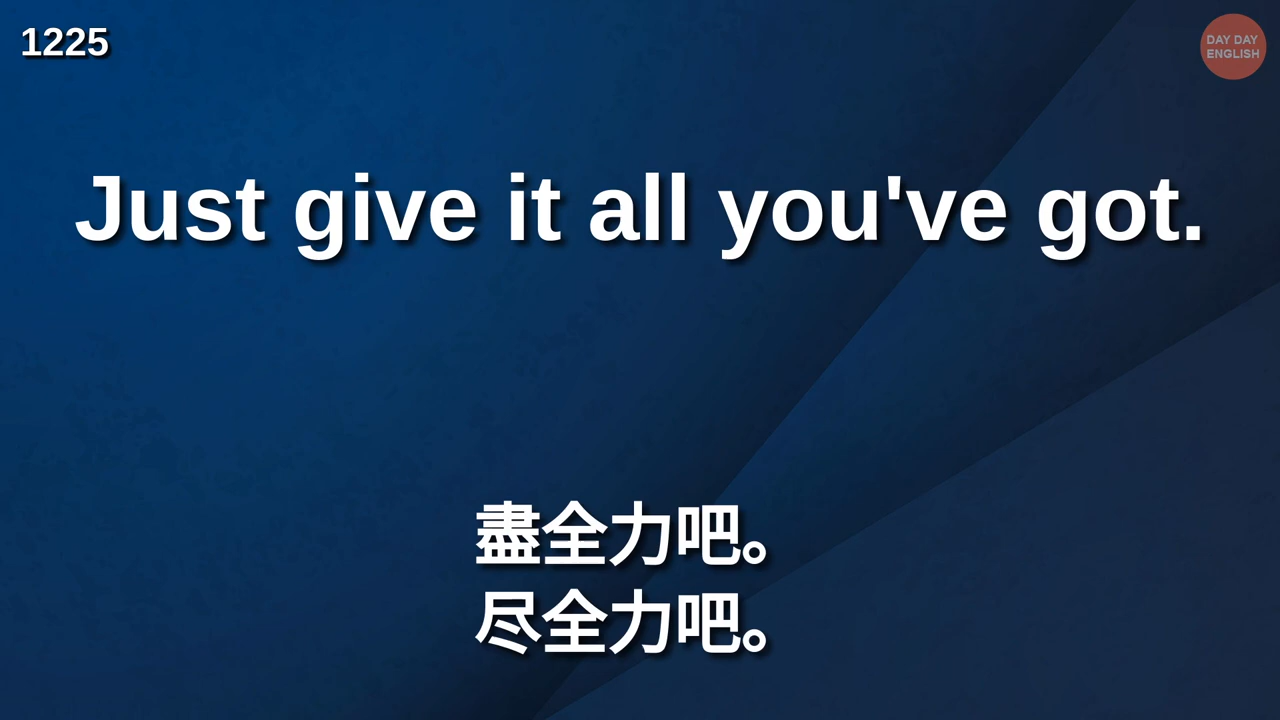 1225
DAY DAY
ENGLISH
Just give it all you've got.
盡全力吧。
尽全力吧。